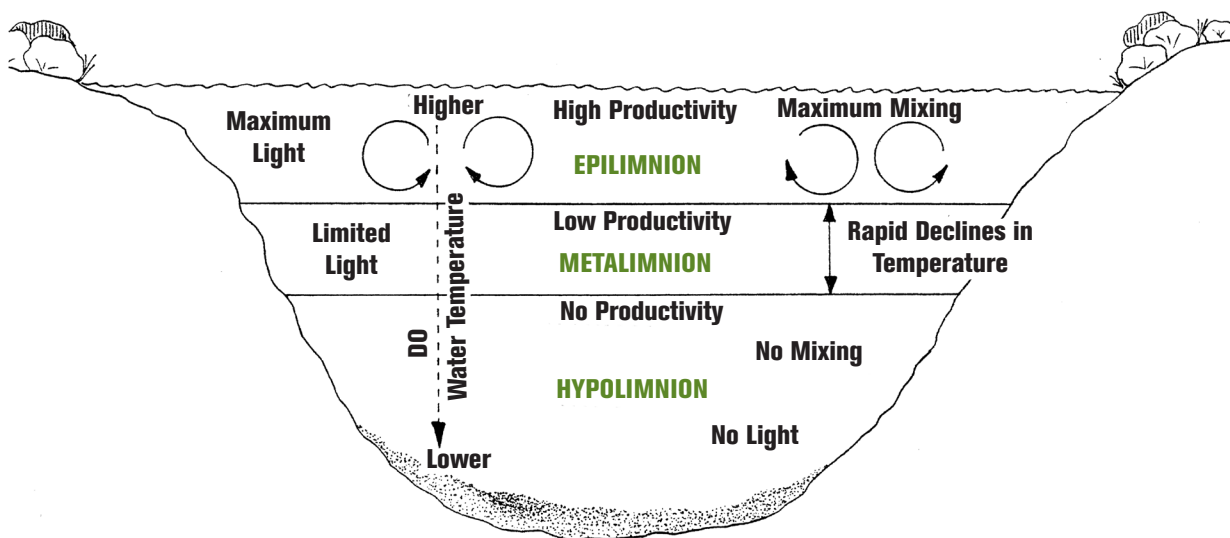 Higher
High Productivity
Maximum Mixing
Maximum
Light
EPILIMNION
Low Productivity
Limited
Light
METALIMNION
Rapid Declines in
Temperature
No Productivity
DO
Water Temperature
No Mixing
HYPOLIMNION
No Light
Lower